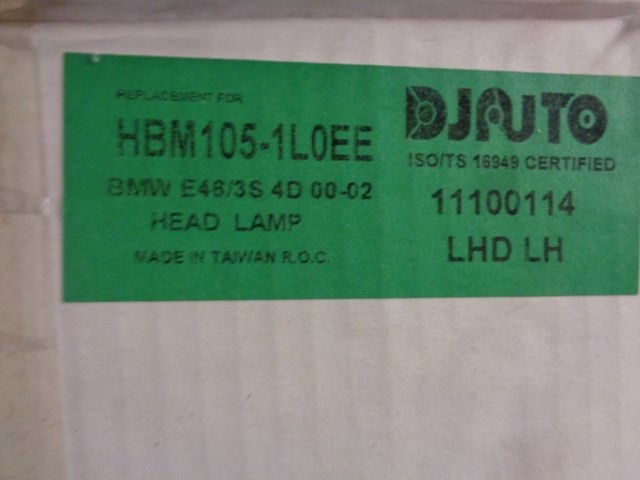 REPLACEMENT FOR
HBM105-1L0EE
BMW E46/3S 4D 00-02
HEAD LAMP
MADE IN TAIWAN R.O.C.
DJAUTO
ISO/TS 16949 CERTIFIED
11100114
LHD LH